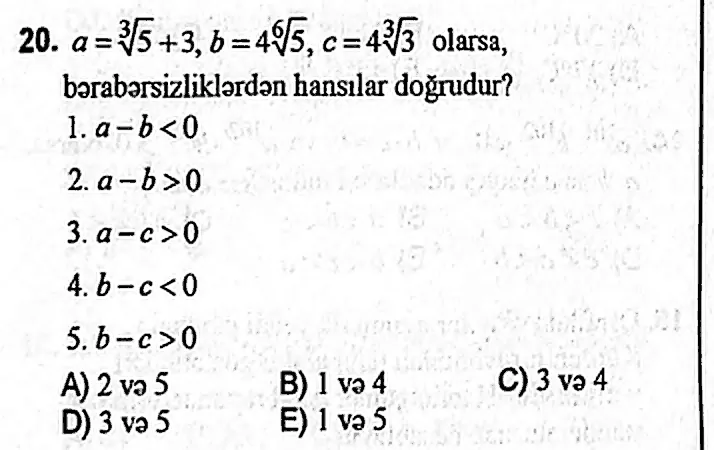 20. a = ∛5 + 3, b = 4⁶√5, c = 4∛3 olarsa,
bərabərsizliklərdən hansılar doğrudur?
1. a – b < 0
2. a – b > 0
3. a – c > 0
4. b – c < 0
5. b – c > 0
A) 2 və 5 B) 1 və 4 C) 3 və 4
D) 3 və 5 E) 1 və 5